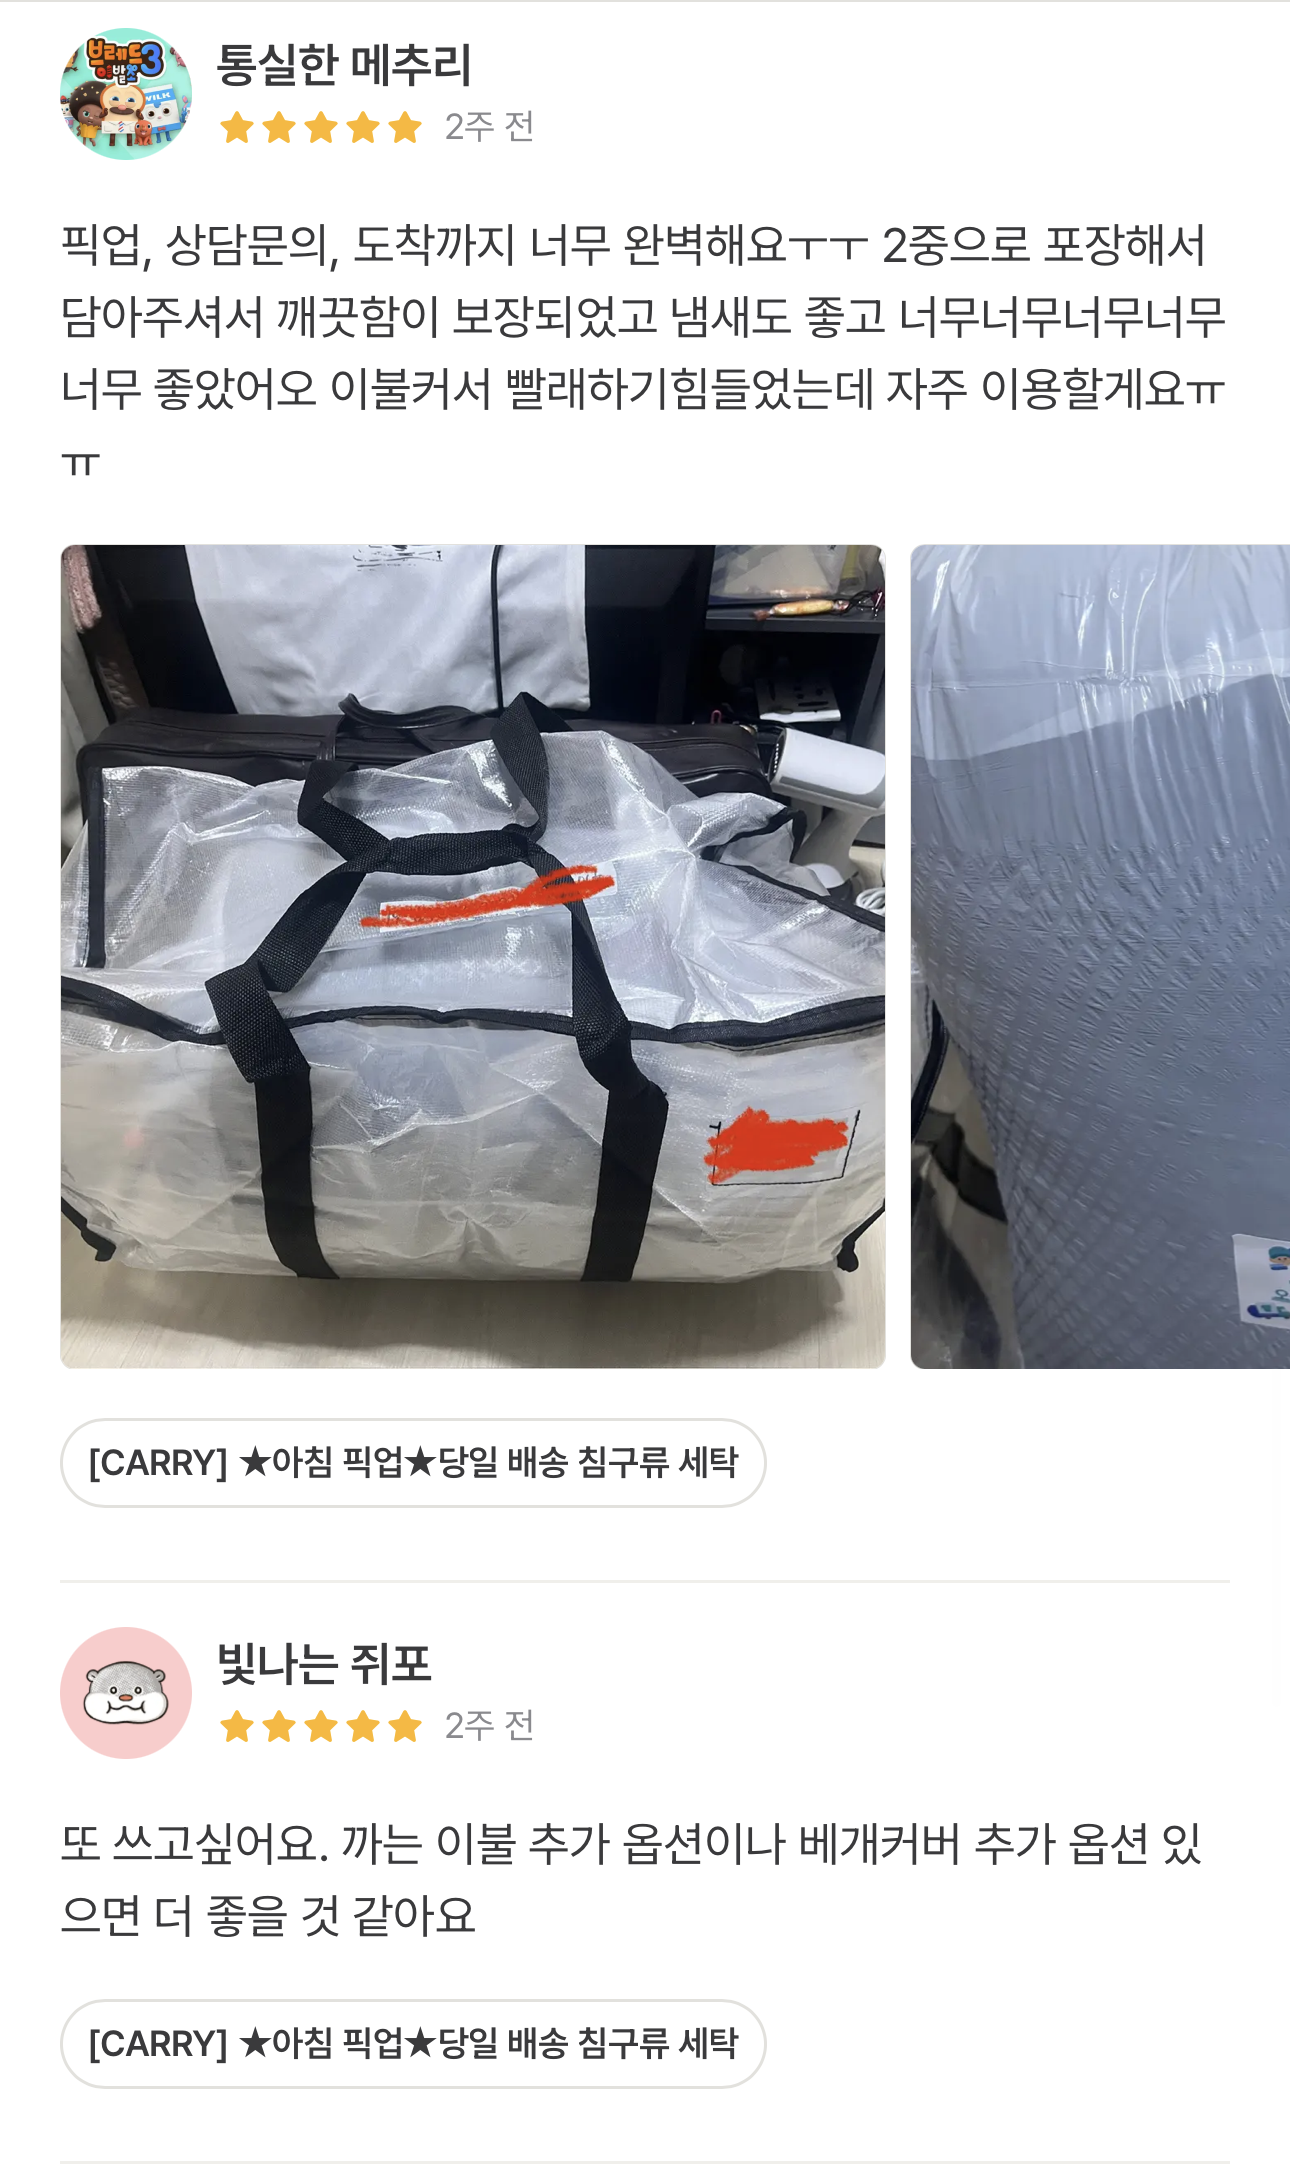 브레드
이발소3
MILK
통실한 메추리
2주 전
픽업, 상담문의, 도착까지 너무 완벽해요ㅜㅜ 2중으로 포장해서
담아주셔서 깨끗함이 보장되었고 냄새도 좋고 너무너무너무너무
너무 좋았어오 이불커서 빨래하기힘들었는데 자주 이용할게요ㅠ
ㅠ
[CARRY] ★아침 픽업★당일 배송 침구류 세탁
빛나는 쥐포
2주 전
또 쓰고싶어요. 까는 이불 추가 옵션이나 베개커버 추가 옵션 있
으면 더 좋을 것 같아요
[CARRY] ★아침 픽업★당일 배송 침구류 세탁